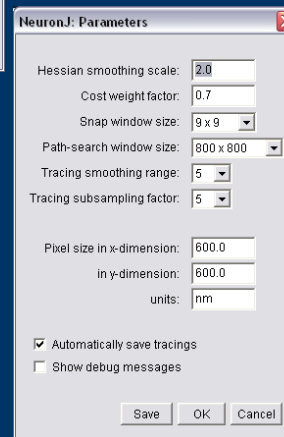 NeuronJ: Parameters
Hessian smoothing scale: 2.0
Cost weight factor: 0.7
Snap window size: 9 x 9
Path-search window size: 800 x 800
Tracing smoothing range: 5
Tracing subsampling factor: 5
Pixel size in x-dimension: 600.0
in y-dimension: 600.0
units: nm
Automatically save tracings
Show debug messages
Save OK Cancel